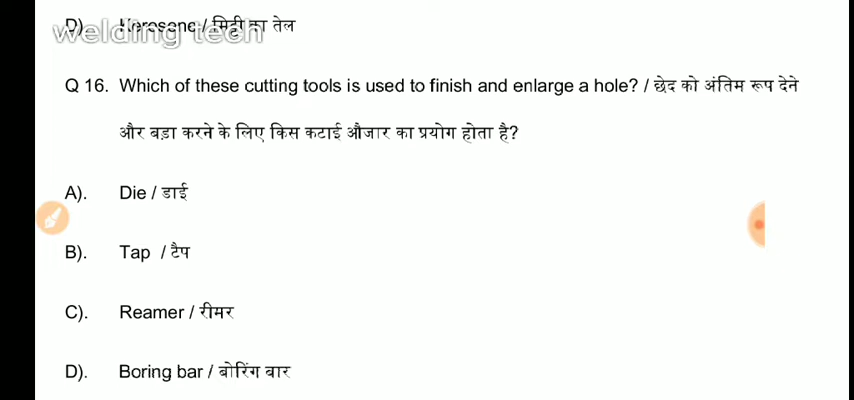 D). Kerosene / मिट्टी का तेल
welding tech
Q 16. Which of these cutting tools is used to finish and enlarge a hole? / छेद को अंतिम रूप देने
और बड़ा करने के लिए किस कटाई औजार का प्रयोग होता है?
A). Die / डाई
B). Tap / टैप
C). Reamer / रीमर
D). Boring bar / बोरिंग बार